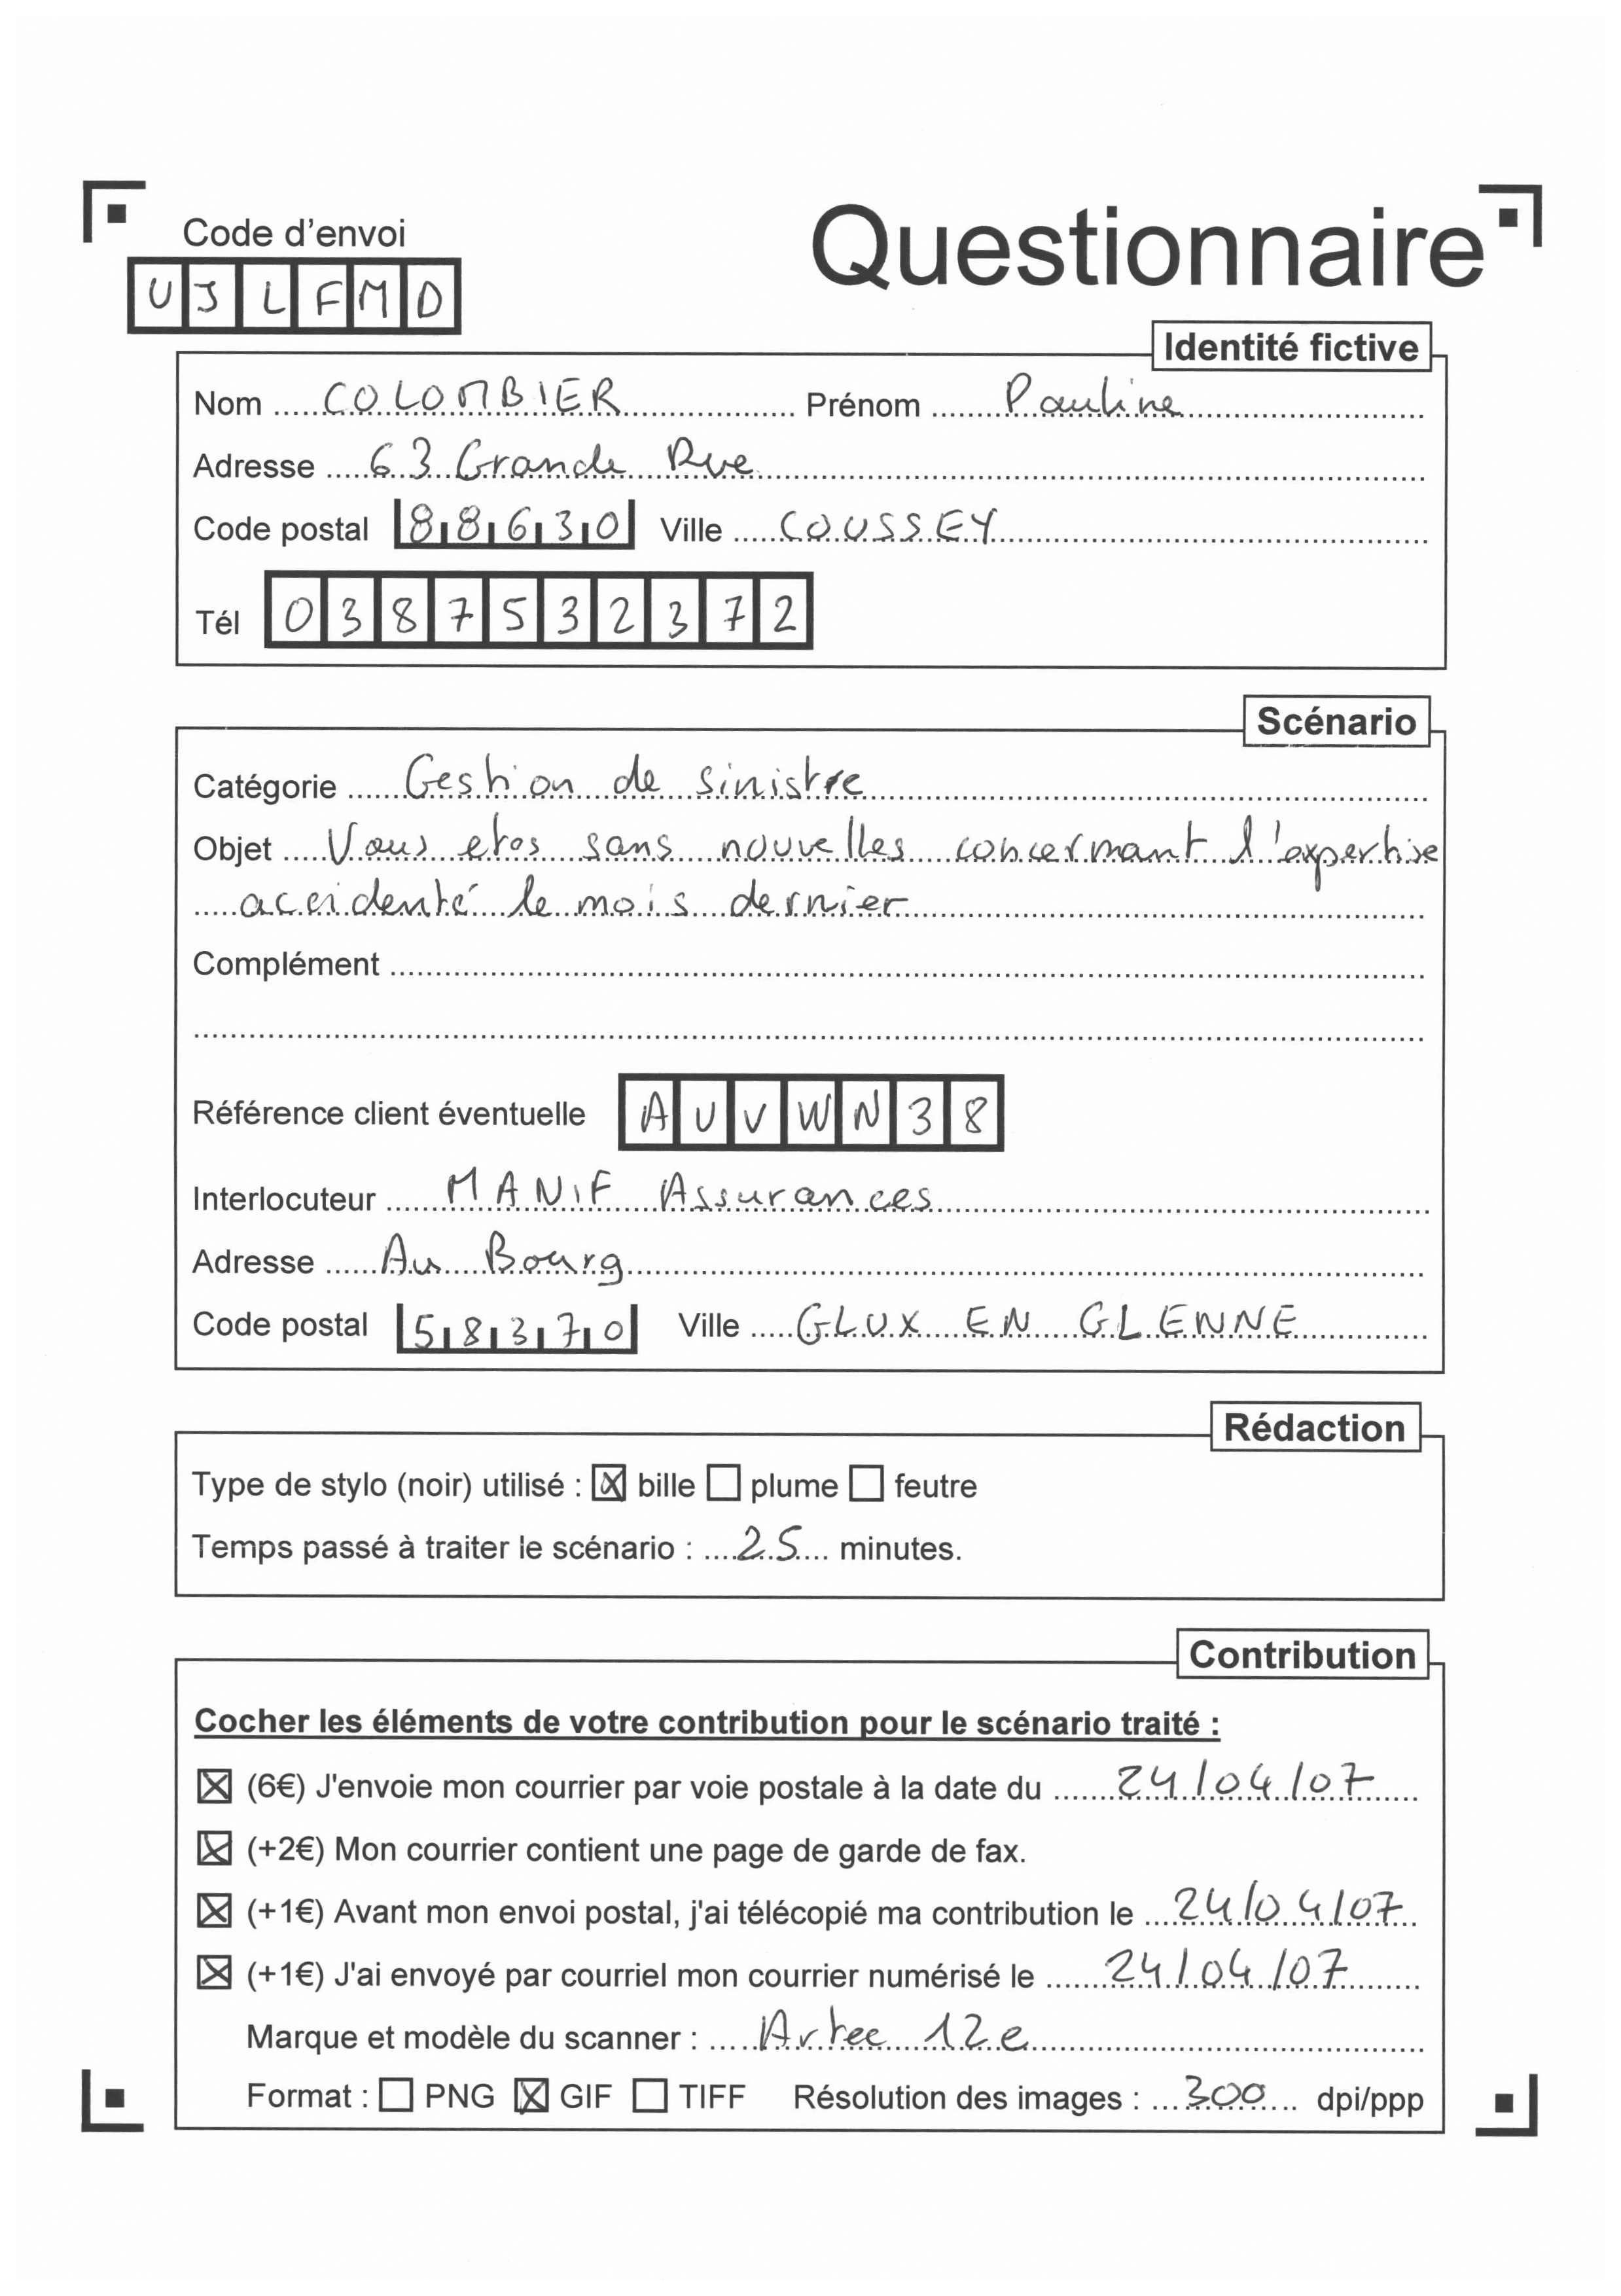 Code d'envoi
Questionnaire
UJLFMD
Identité fictive
Nom COLOMBIER Prénom Pauline
Adresse 63 Grande Rue
Code postal 88630 Ville COUSSEY
Tél 0387532372
Scénario
Catégorie Gestion de sinistre
Objet Vous etes sans nouvelles concernant l'expertise
accidenté le mois dernier
Complément
Référence client éventuelle AUVWN38
Interlocuteur MANIF Assurances
Adresse Au Bourg
Code postal 58370 Ville GLUX EN GLENNE
Rédaction
Type de stylo (noir) utilisé : bille plume feutre
Temps passé à traiter le scénario : 25 minutes.
Contribution
Cocher les éléments de votre contribution pour le scénario traité :
(6€) J'envoie mon courrier par voie postale à la date du 24/04/07
(+2€) Mon courrier contient une page de garde de fax.
(+1€) Avant mon envoi postal, j'ai télécopié ma contribution le 24/04/07
(+1€) J'ai envoyé par courriel mon courrier numérisé le 24/04/07
Marque et modèle du scanner : Artec 12e
Format : PNG GIF TIFF Résolution des images : 300 dpi/ppp